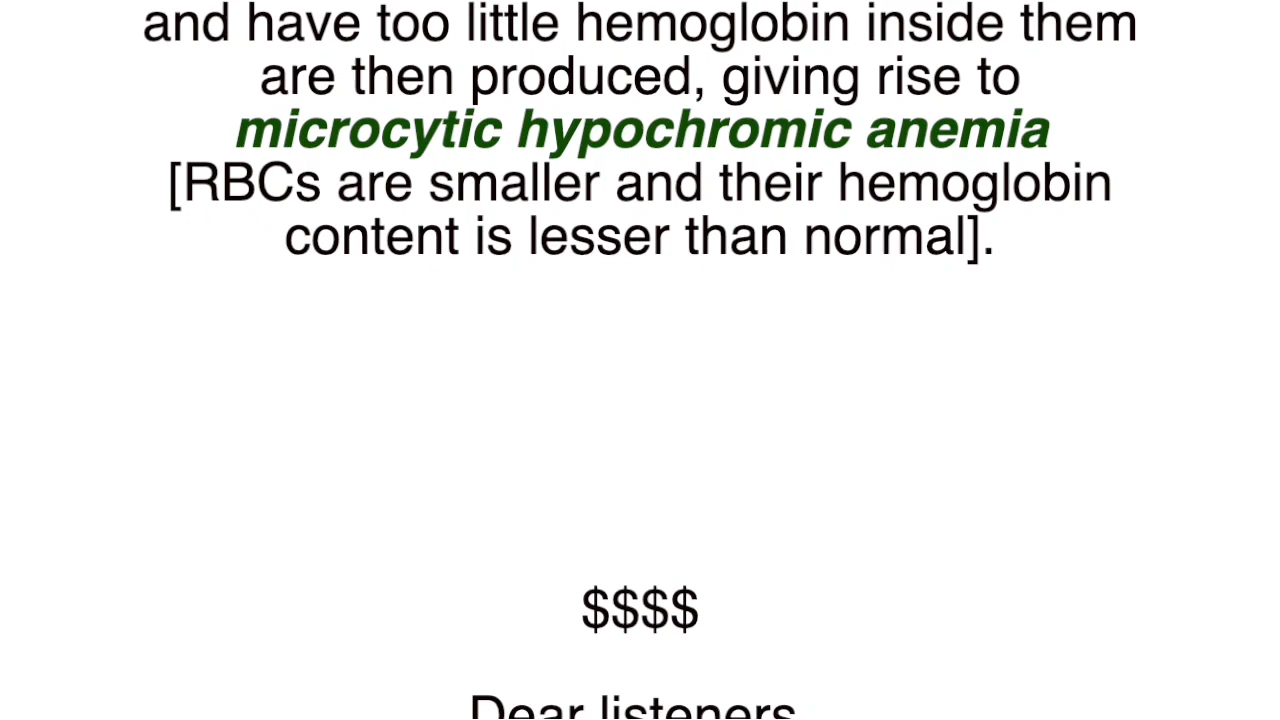 and have too little hemoglobin inside them
are then produced, giving rise to
microcytic hypochromic anemia
[RBCs are smaller and their hemoglobin
content is lesser than normal].
$$$$
Dear listeners